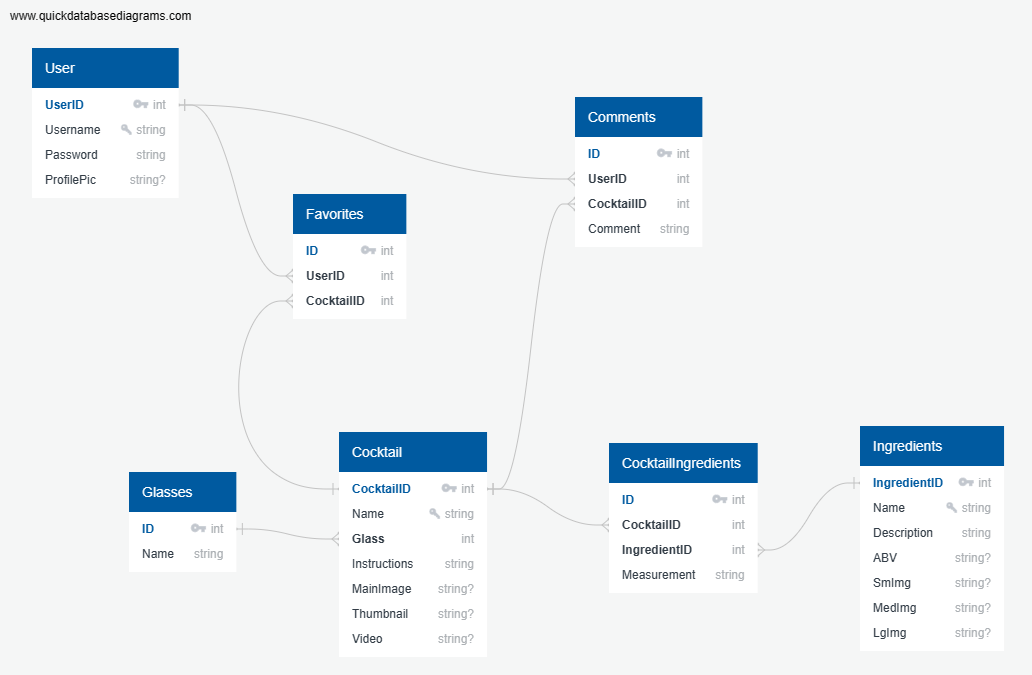 www.quickdatabasediagrams.com
User
UserID int
Username string
Password string
ProfilePic string?
Comments
ID int
UserID int
CocktailID int
Comment string
Favorites
ID int
UserID int
CocktailID int
Cocktail
CocktailID int
Name string
Glass int
Instructions string
MainImage string?
Thumbnail string?
Video string?
Glasses
ID int
Name string
CocktailIngredients
ID int
CocktailID int
IngredientID int
Measurement string
Ingredients
IngredientID int
Name string
Description string
ABV string?
SmImg string?
MedImg string?
LgImg string?